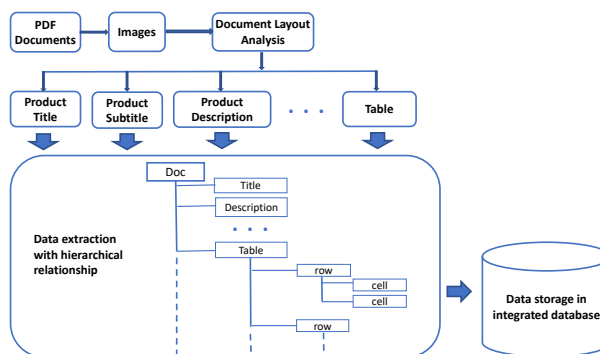 PDF
Documents
Images
Document Layout
Analysis
Product
Title
Product
Subtitle
Product
Description
. . .
Table
Doc
Title
Description
. . .
Table
row
cell
cell
row
Data extraction
with hierarchical
relationship
Data storage in
integrated database